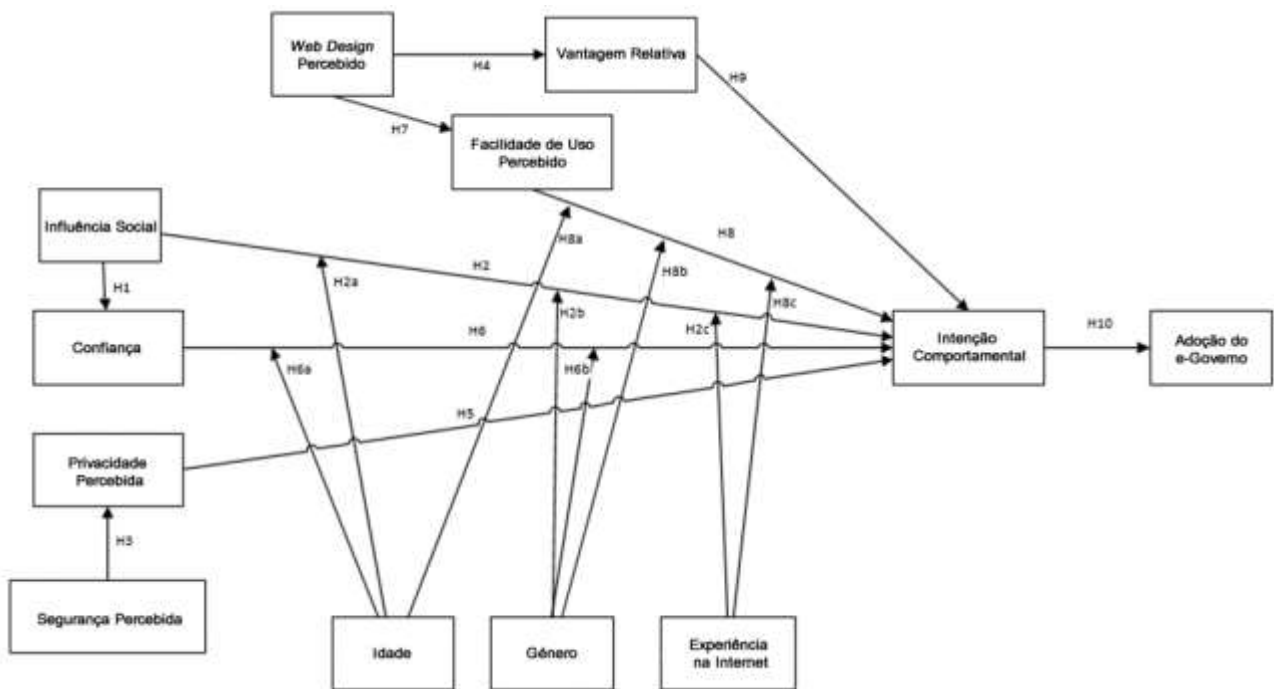 Web Design
Percebido
H4
Vantagem Relativa
H9
H7
Facilidade de Uso
Percebido
Influência Social
H1
H2a
H2
H8a
H8
H8b
H8c
H2b
H2c
Confiança
H6
H6a
H6b
Intenção
Comportamental
H10
Adoção do
e-Governo
H5
Privacidade
Percebida
H3
Segurança Percebida
Idade
Género
Experiência
na Internet